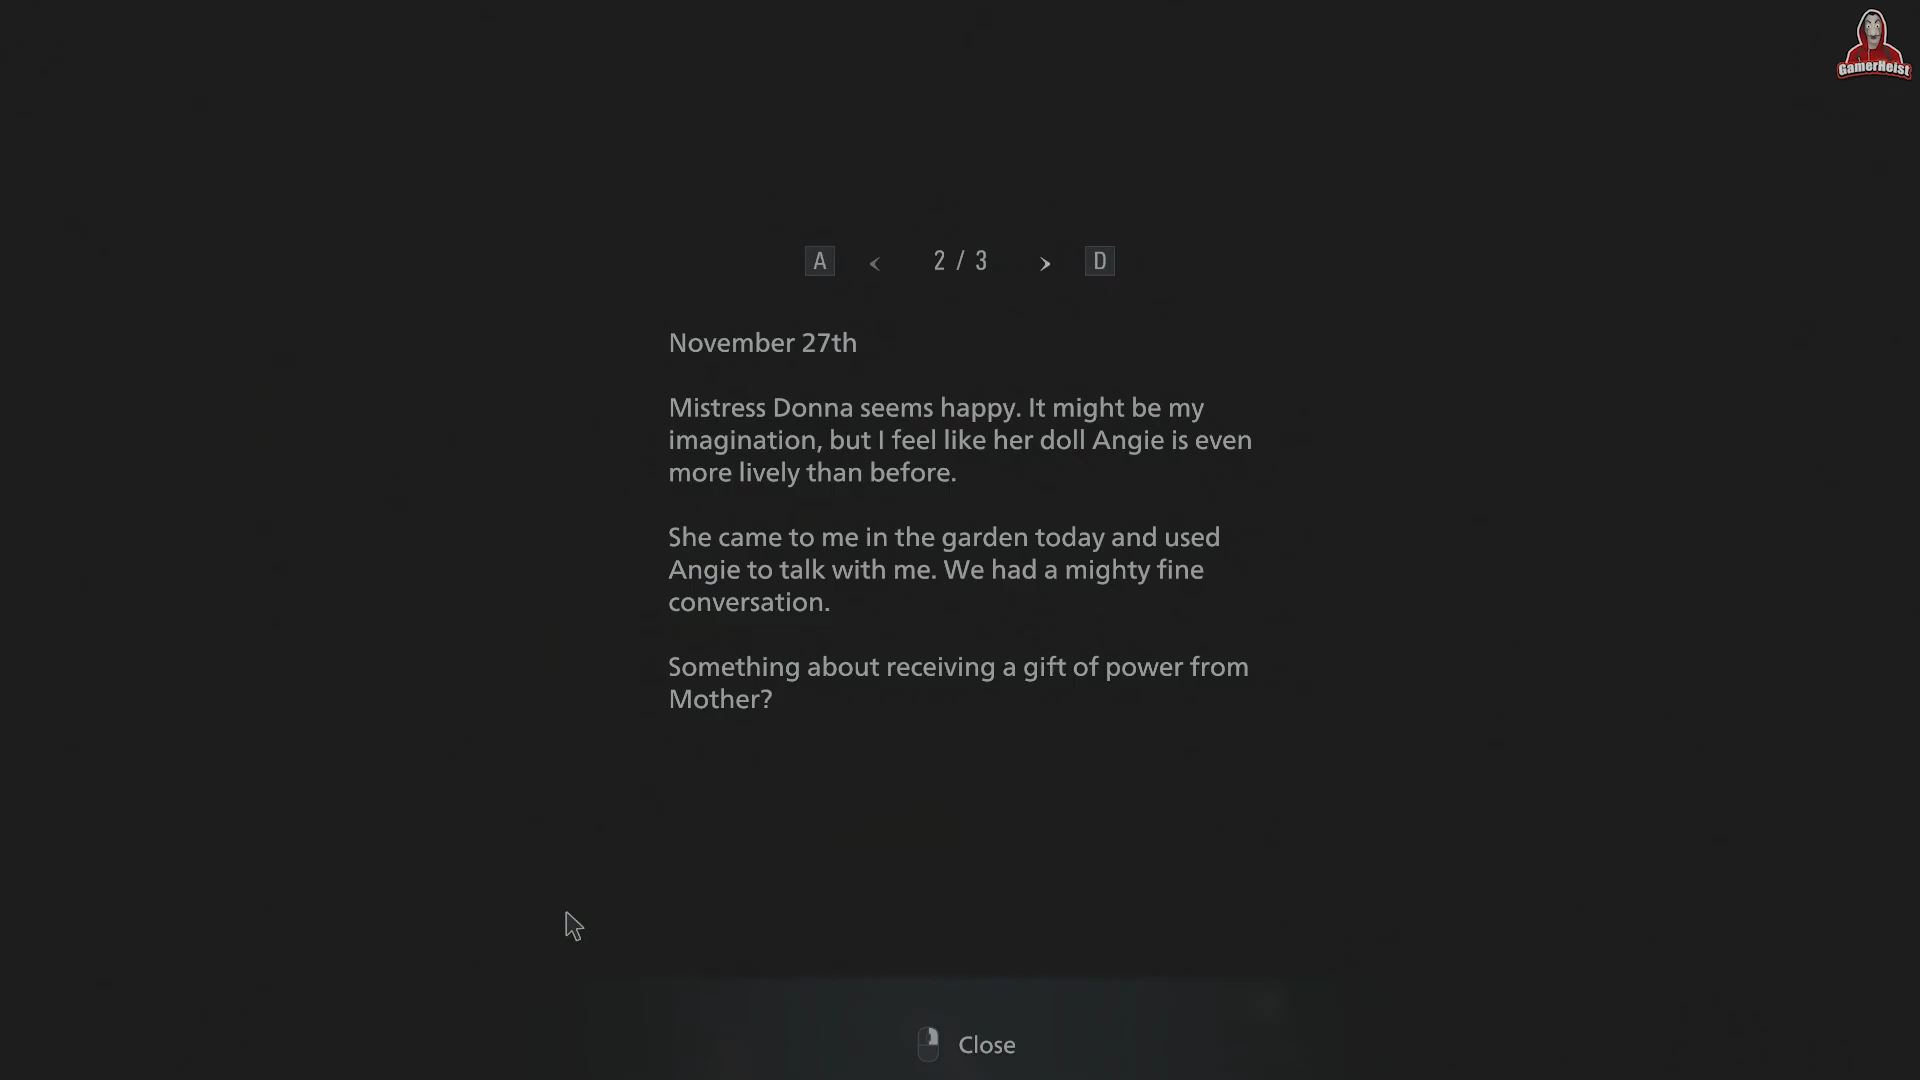 GamerHeist
A < 2 / 3 > D
November 27th
Mistress Donna seems happy. It might be my
imagination, but I feel like her doll Angie is even
more lively than before.
She came to me in the garden today and used
Angie to talk with me. We had a mighty fine
conversation.
Something about receiving a gift of power from
Mother?
Close